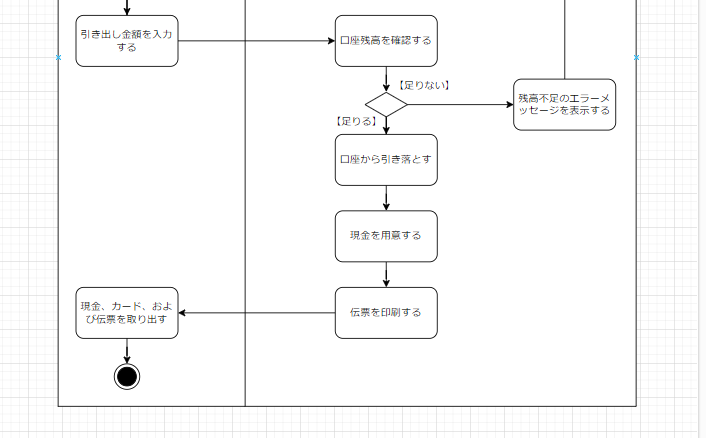 引き出し金額を入力
する
口座残高を確認する
【足りない】
残高不足のエラーメ
ッセージを表示する
【足りる】
口座から引き落とす
現金を用意する
現金、カード、およ
び伝票を取り出す
伝票を印刷する